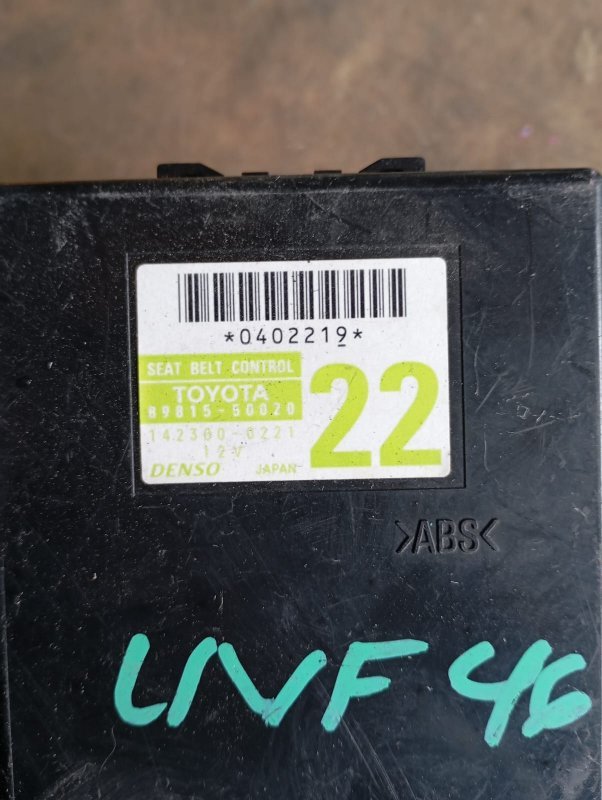 *0402219*
SEAT BELT CONTROL
TOYOTA
89815-50020
142300-0221
12V
DENSO JAPAN
22
>ABS<
UVF46